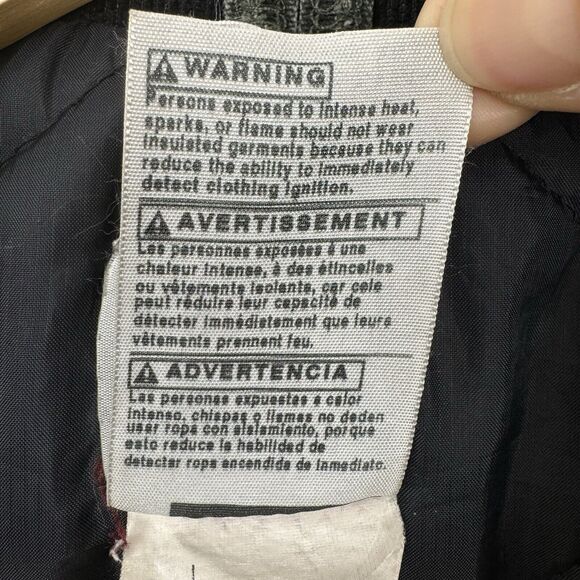 WARNING
Persons exposed to intense heat,
sparks, or flame should not wear
insulated garments because they can
reduce the ability to immediately
detect clothing ignition.
AVERTISSEMENT
Les personnes exposées à une
chaleur intense, à des étincelles
ou vêtements isolants, car cele
peut réduire leur capacité de
détecter immédiatement que leurs
vêtements prennent feu.
ADVERTENCIA
Las personas expuestas a calor
intenso, chispas o llamas no deden
usar ropa con aislamiento, porque
esto reduce la habilidad de
detectar ropa encendida de inmediato.